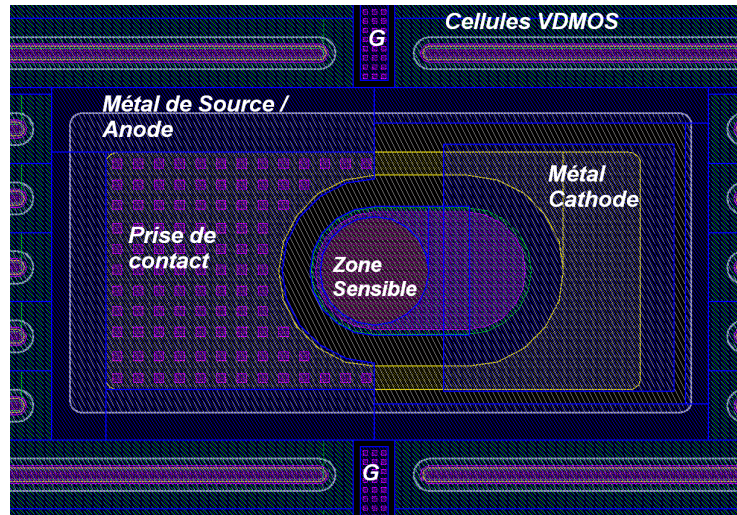 Cellules VDMOS
G
Métal de Source /
Anode
Métal
Cathode
Prise de
contact
Zone
Sensible
G